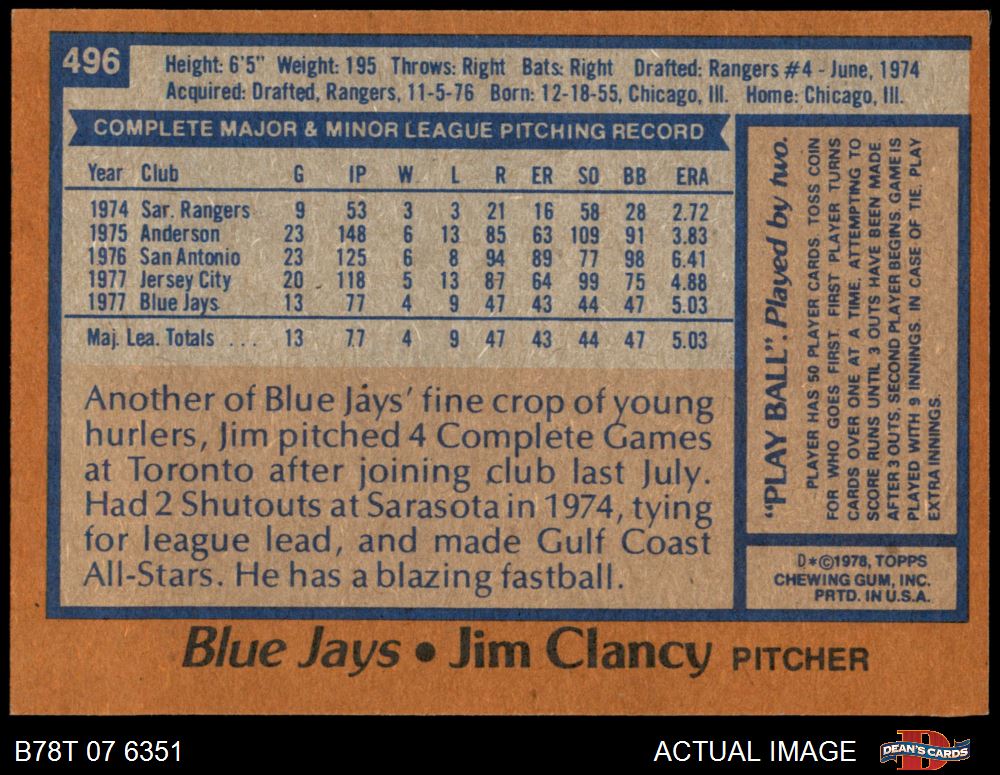 496
Height: 6'5" Weight: 195 Throws: Right Bats: Right Drafted: Rangers #4 - June, 1974
Acquired: Drafted, Rangers, 11-5-76 Born: 12-18-55, Chicago, Ill. Home: Chicago, Ill.
COMPLETE MAJOR & MINOR LEAGUE PITCHING RECORD
Year Club G IP W L R ER SO BB ERA
1974 Sar. Rangers 9 53 3 3 21 16 58 28 2.72
1975 Anderson 23 148 6 13 85 63 109 91 3.83
1976 San Antonio 23 125 6 8 94 89 77 98 6.41
1977 Jersey City 20 118 5 13 87 64 99 75 4.88
1977 Blue Jays 13 77 4 9 47 43 44 47 5.03
Maj. Lea. Totals ... 13 77 4 9 47 43 44 47 5.03
Another of Blue Jays' fine crop of young
hurlers, Jim pitched 4 Complete Games
at Toronto after joining club last July.
Had 2 Shutouts at Sarasota in 1974, tying
for league lead, and made Gulf Coast
All-Stars. He has a blazing fastball.
"PLAY BALL". Played by two.
PLAYER HAS 50 PLAYER CARDS. TOSS COIN
FOR WHO GOES FIRST. FIRST PLAYER TURNS
CARDS OVER ONE AT A TIME, ATTEMPTING TO
SCORE RUNS UNTIL 3 OUTS HAVE BEEN MADE.
AFTER 3 OUTS, SECOND PLAYER BEGINS. GAME IS
PLAYED WITH 9 INNINGS. IN CASE OF TIE, PLAY
EXTRA INNINGS.
D*©1978, TOPPS
CHEWING GUM, INC.
PRTD. IN U.S.A.
Blue Jays • Jim Clancy PITCHER
B78T 07 6351
ACTUAL IMAGE
D
DEAN'S CARDS